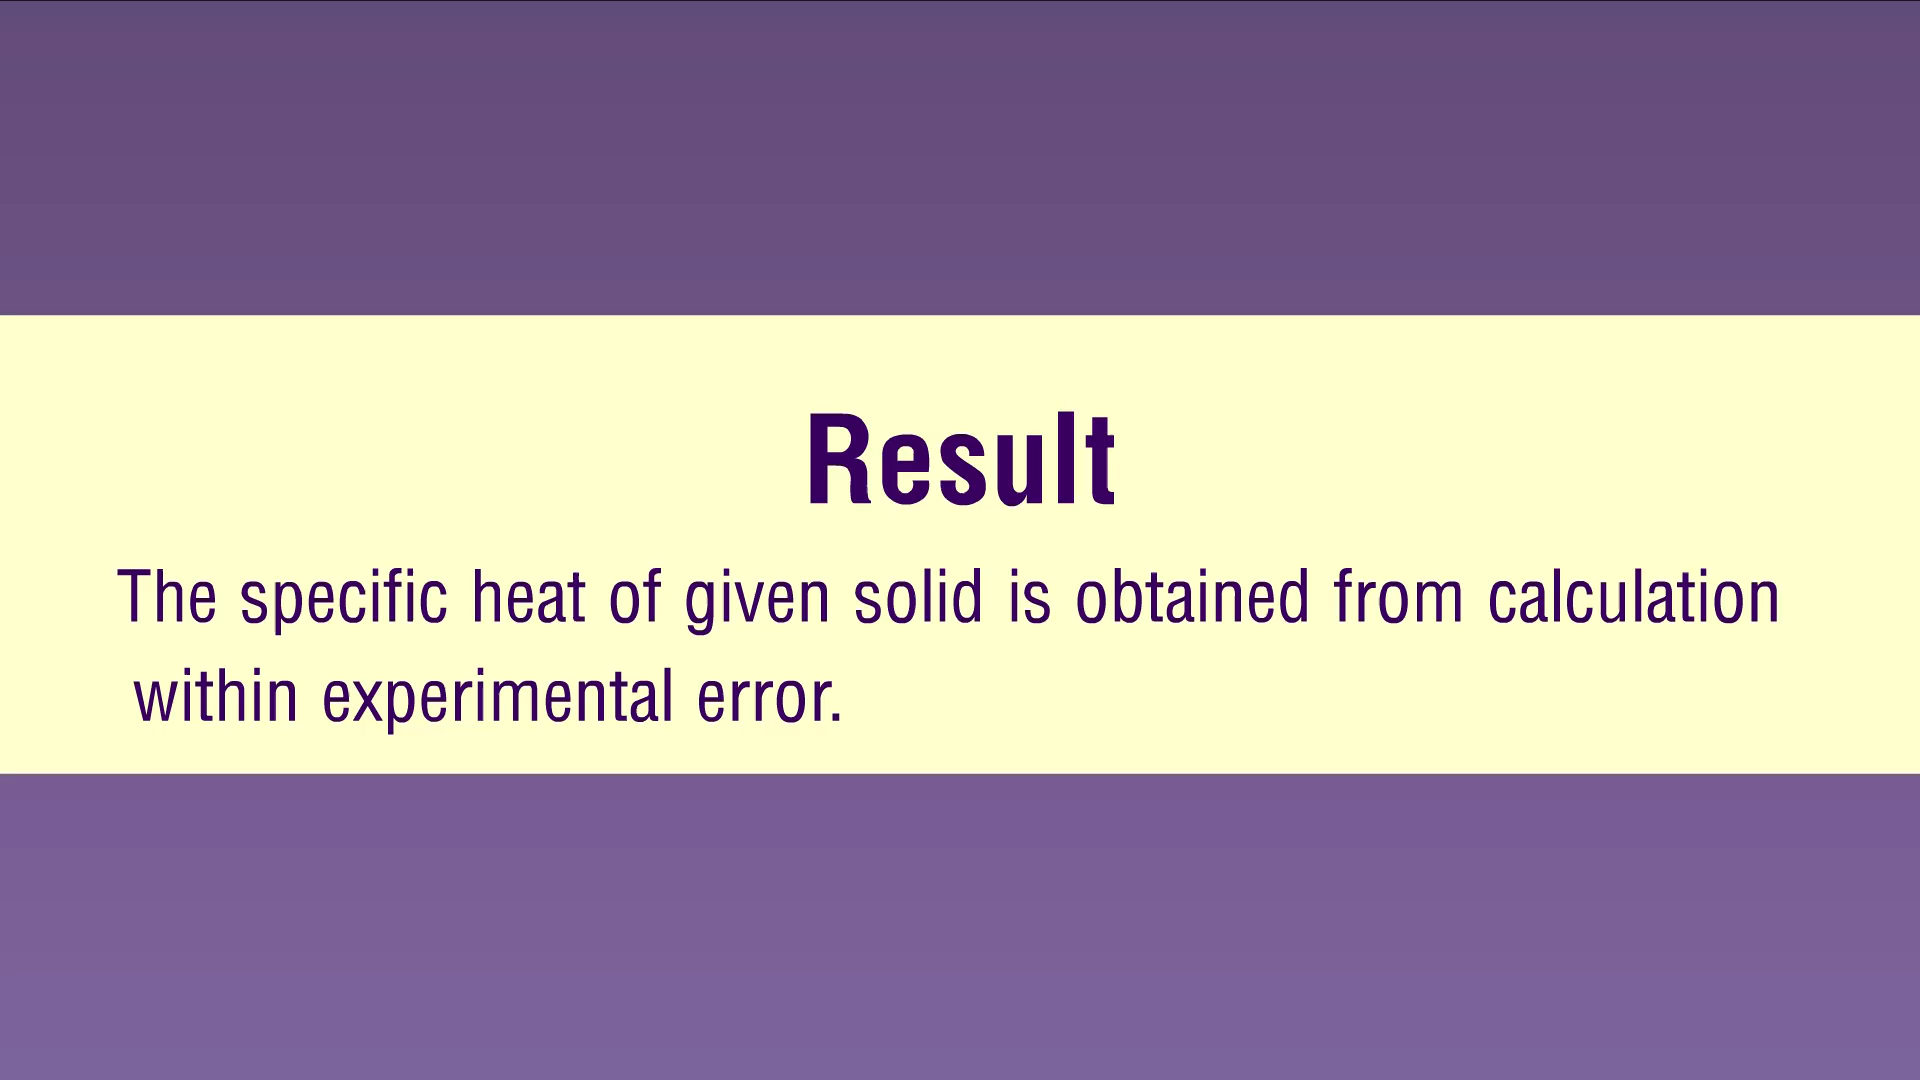 Result
The specific heat of given solid is obtained from calculation
within experimental error.